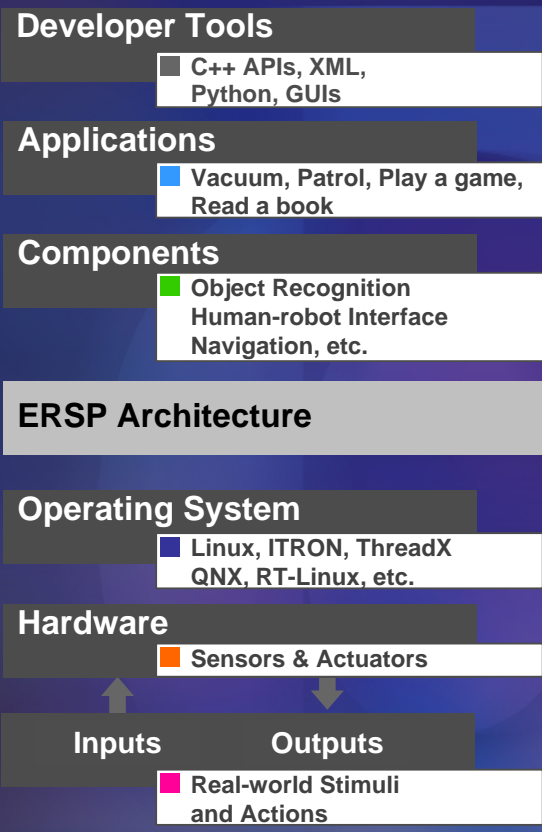 Developer Tools
C++ APIs, XML,
Python, GUIs
Applications
Vacuum, Patrol, Play a game,
Read a book
Components
Object Recognition
Human-robot Interface
Navigation, etc.
ERSP Architecture
Operating System
Linux, ITRON, ThreadX
QNX, RT-Linux, etc.
Hardware
Sensors & Actuators
Inputs Outputs
Real-world Stimuli
and Actions